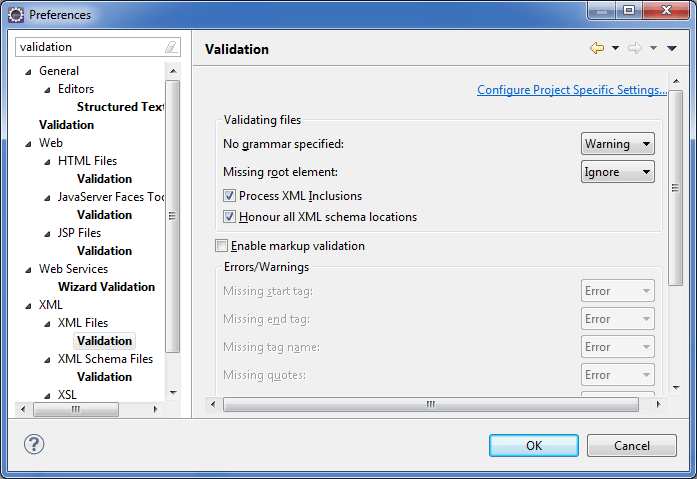 Preferences
validation
General
Editors
Structured Text
Validation
Web
HTML Files
Validation
JavaServer Faces Too
Validation
JSP Files
Validation
Web Services
Wizard Validation
XML
XML Files
Validation
XML Schema Files
Validation
XSL
Validation
Configure Project Specific Settings...
Validating files
No grammar specified: Warning
Missing root element: Ignore
Process XML Inclusions
Honour all XML schema locations
Enable markup validation
Errors/Warnings
Missing start tag: Error
Missing end tag: Error
Missing tag name: Error
Missing quotes: Error
?
OK Cancel